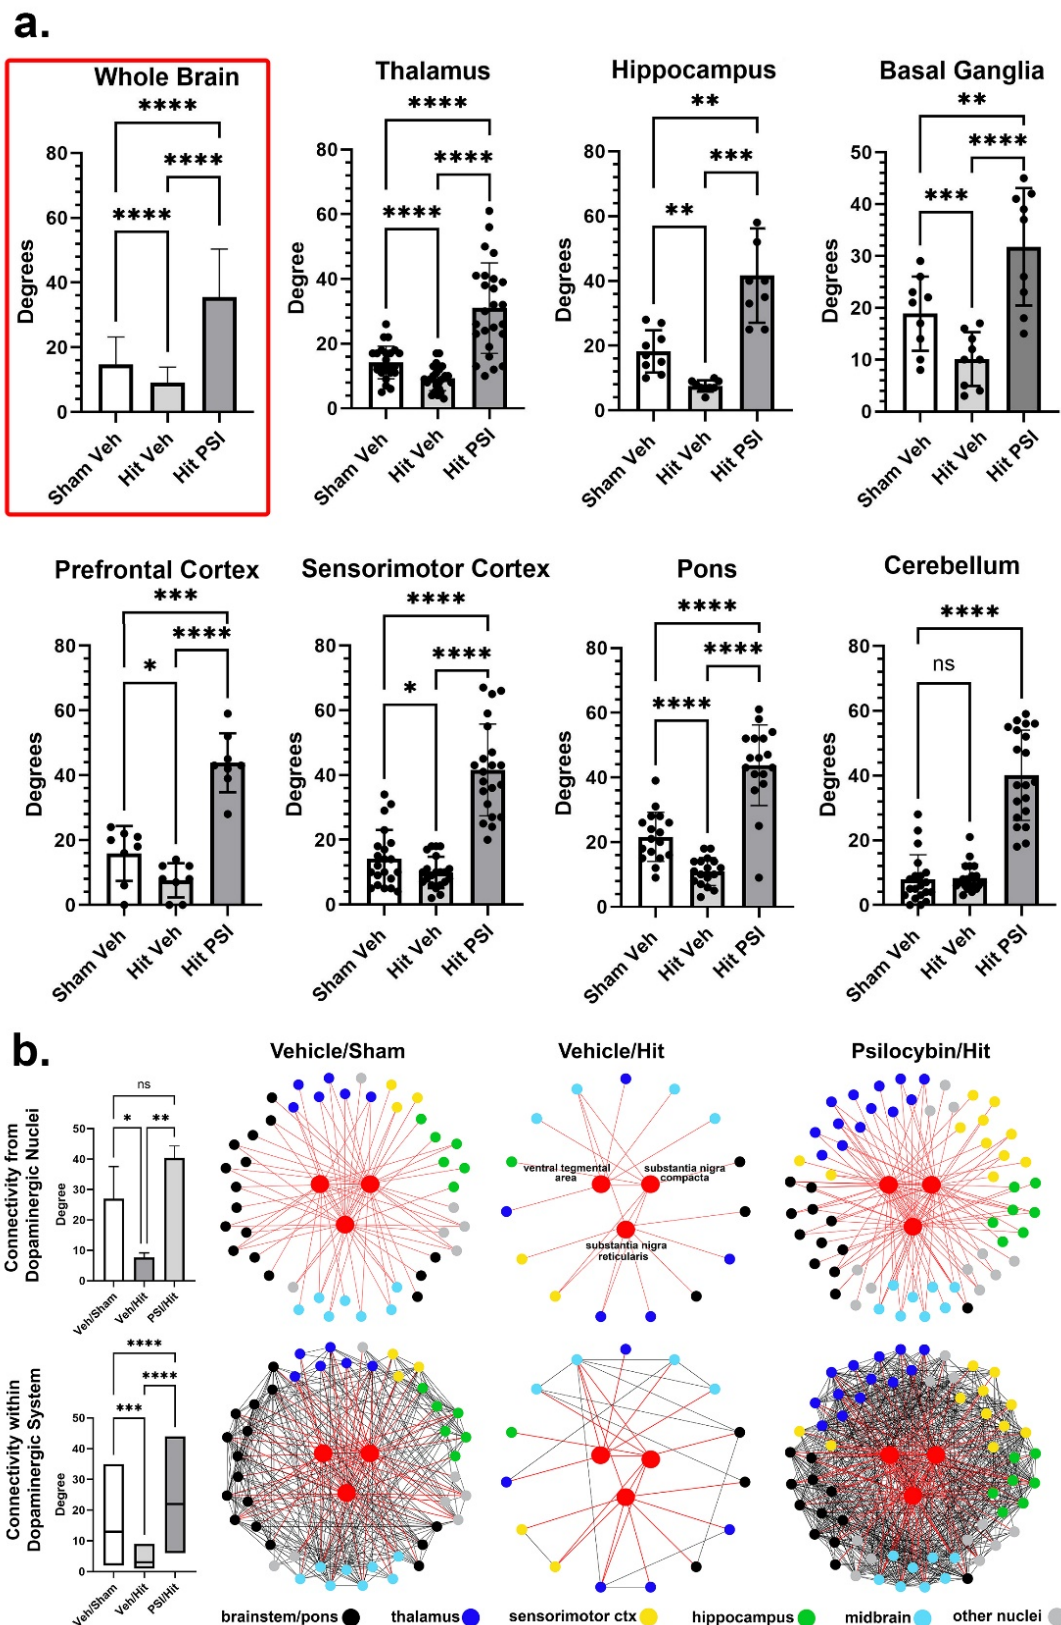 a.
Whole Brain
****
****
****
80
60
40
20
0
Degrees
Sham Veh
Hit Veh
Hit PSI
Thalamus
****
****
****
80
60
40
20
0
Degree
Sham Veh
Hit Veh
Hit PSI
Hippocampus
**
***
**
80
60
40
20
0
Degrees
Sham Veh
Hit Veh
Hit PSI
Basal Ganglia
**
****
***
50
40
30
20
10
0
Degrees
Sham Veh
Hit Veh
Hit PSI
Prefrontal Cortex
***
****
*
80
60
40
20
0
Degrees
Sham Veh
Hit Veh
Hit PSI
Sensorimotor Cortex
****
****
*
80
60
40
20
0
Degrees
Sham Veh
Hit Veh
Hit PSI
Pons
****
****
****
80
60
40
20
0
Degrees
Sham Veh
Hit Veh
Hit PSI
Cerebellum
****
ns
80
60
40
20
0
Degrees
Sham Veh
Hit Veh
Hit PSI
b.
Vehicle/Sham
Vehicle/Hit
Psilocybin/Hit
Connectivity from
Dopaminergic Nuclei
ns
*
**
50
40
30
20
10
0
Degree
Veh/Sham
Veh/Hit
PSI/Hit
ventral tegmental
area
substantia nigra
compacta
substantia nigra
reticularis
Connectivity within
Dopaminergic System
****
****
***
50
40
30
20
10
0
Degree
Veh/Sham
Veh/Hit
PSI/Hit
brainstem/pons
thalamus
sensorimotor ctx
hippocampus
midbrain
other nuclei